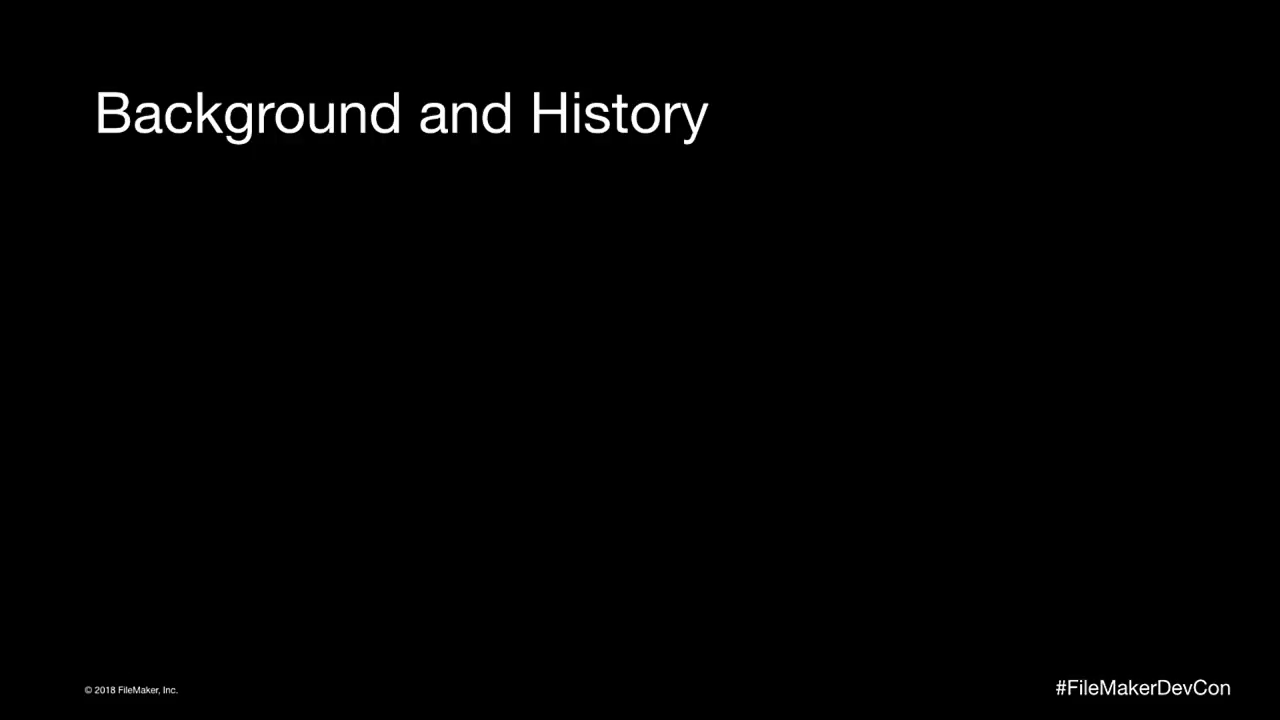 Background and History
© 2018 FileMaker, Inc.
#FileMakerDevCon